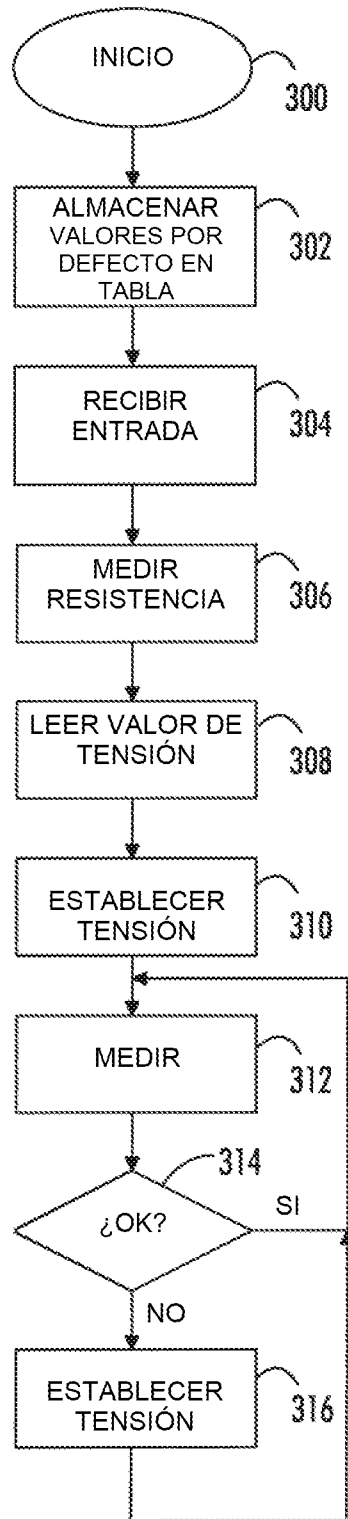 INICIO
300
ALMACENAR
VALORES POR
DEFECTO EN
TABLA
302
RECIBIR
ENTRADA
304
MEDIR
RESISTENCIA
306
LEER VALOR DE
TENSIÓN
308
ESTABLECER
TENSIÓN
310
MEDIR
312
314
¿OK?
SI
NO
ESTABLECER
TENSIÓN
316